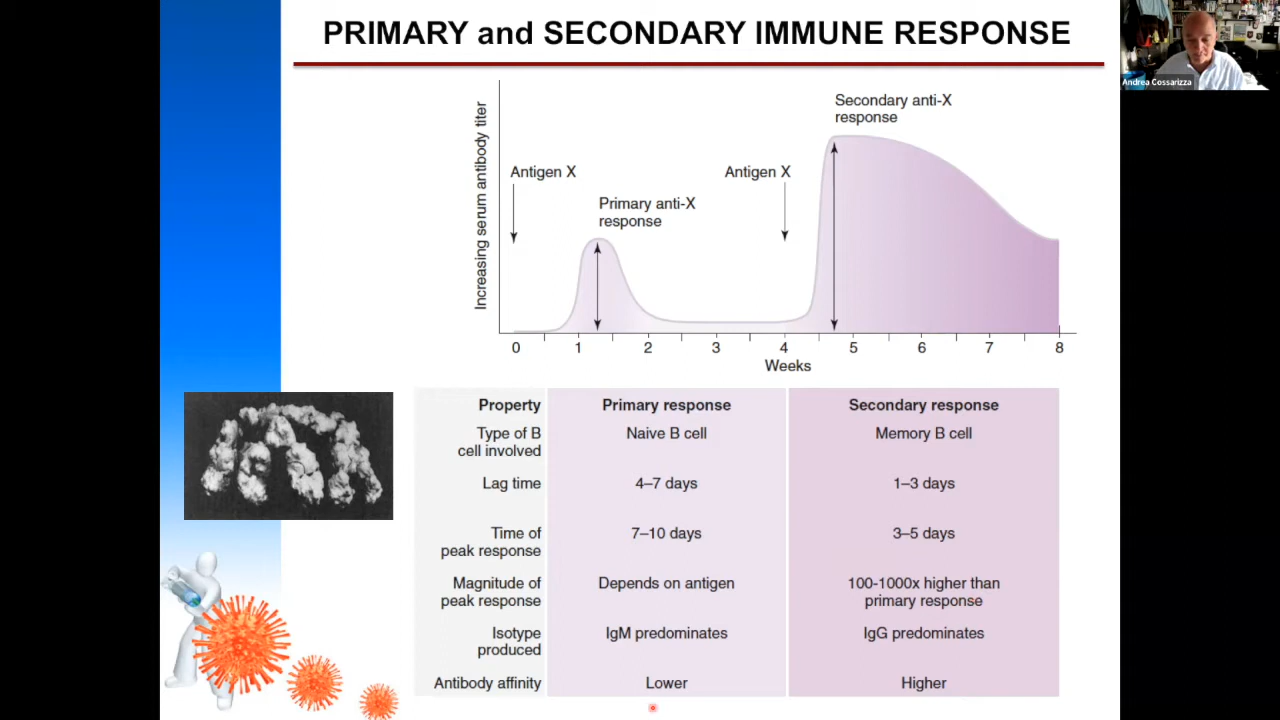 PRIMARY and SECONDARY IMMUNE RESPONSE
Andrea Cossarizza
Increasing serum antibody titer
Antigen X
Primary anti-X
response
Antigen X
Secondary anti-X
response
0 1 2 3 4 5 6 7 8
Weeks
Property Primary response Secondary response
Type of B
cell involved
Naive B cell Memory B cell
Lag time 4–7 days 1–3 days
Time of
peak response
7–10 days 3–5 days
Magnitude of
peak response
Depends on antigen
100-1000x higher than
primary response
Isotype
produced
IgM predominates IgG predominates
Antibody affinity Lower Higher